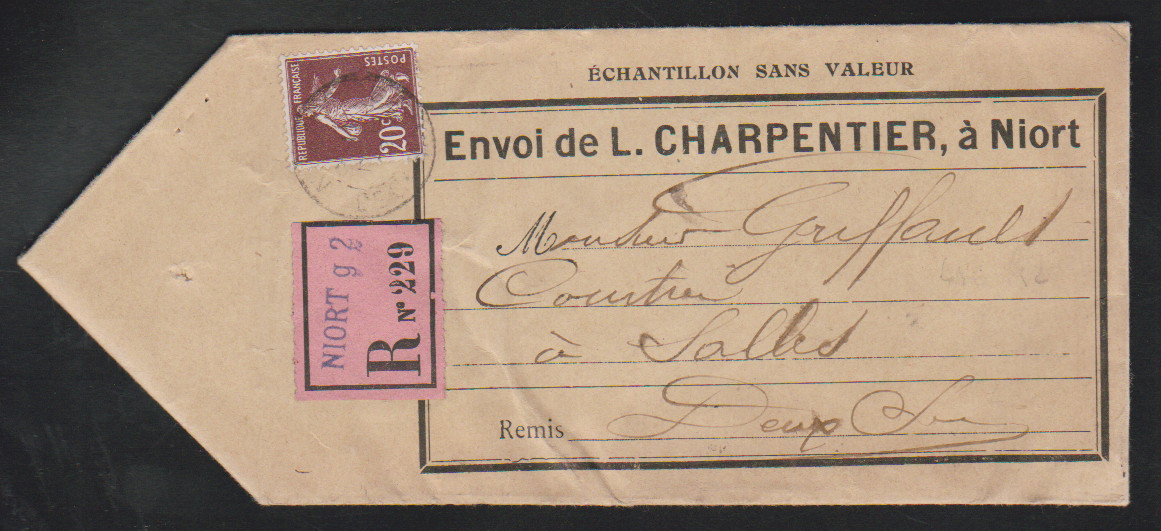 ÉCHANTILLON SANS VALEUR
Envoi de L. CHARPENTIER, à Niort
Monsieur Griffault
Courtier
à Salles
Remis Deux Sèvres
REPUBLIQUE FRANÇAISE
POSTES
20c
NIORT g 2
R No 229